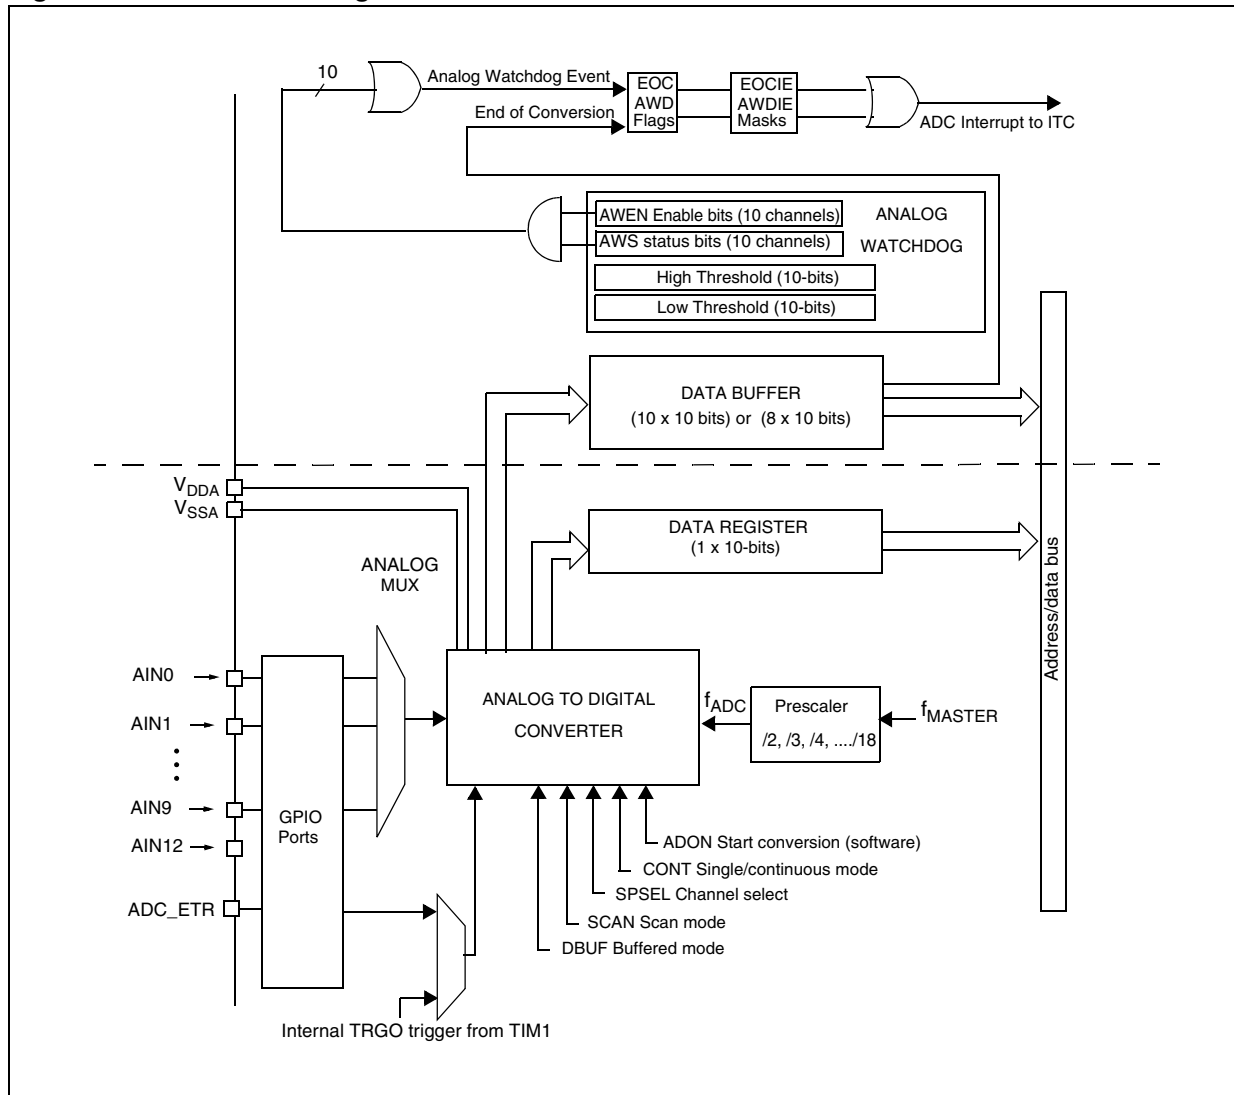 10
Analog Watchdog Event
End of Conversion
EOC
AWD
Flags
EOCIE
AWDIE
Masks
ADC Interrupt to ITC
AWEN Enable bits (10 channels)
AWS status bits (10 channels)
ANALOG
WATCHDOG
High Threshold (10-bits)
Low Threshold (10-bits)
DATA BUFFER
(10 x 10 bits) or (8 x 10 bits)
VDDA
VSSA
DATA REGISTER
(1 x 10-bits)
ANALOG
MUX
Address/data bus
AIN0
AIN1
AIN9
AIN12
ADC_ETR
GPIO
Ports
ANALOG TO DIGITAL
CONVERTER
fADC
Prescaler
/2, /3, /4, ..../18
fMASTER
ADON Start conversion (software)
CONT Single/continuous mode
SPSEL Channel select
SCAN Scan mode
DBUF Buffered mode
Internal TRGO trigger from TIM1